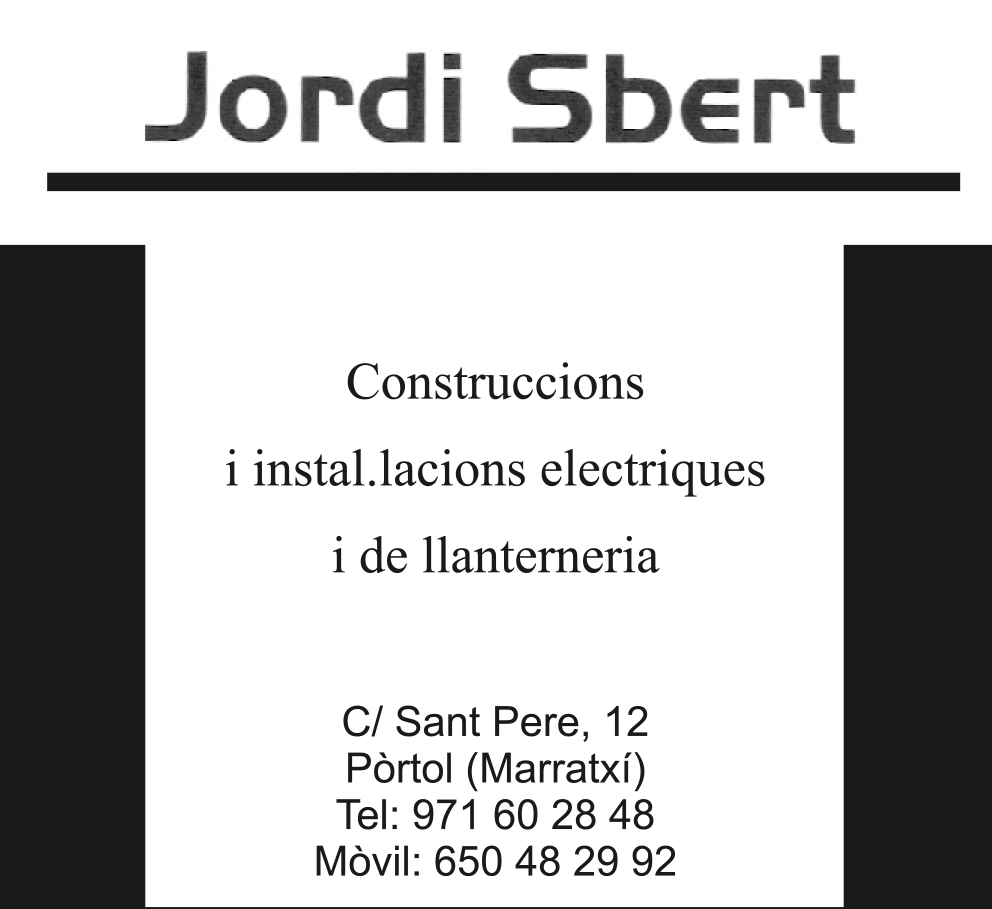 Jordi Sbert
Construccions
i instal.lacions electriques
i de llanterneria
C/ Sant Pere, 12
Pòrtol (Marratxí)
Tel: 971 60 28 48
Mòvil: 650 48 29 92